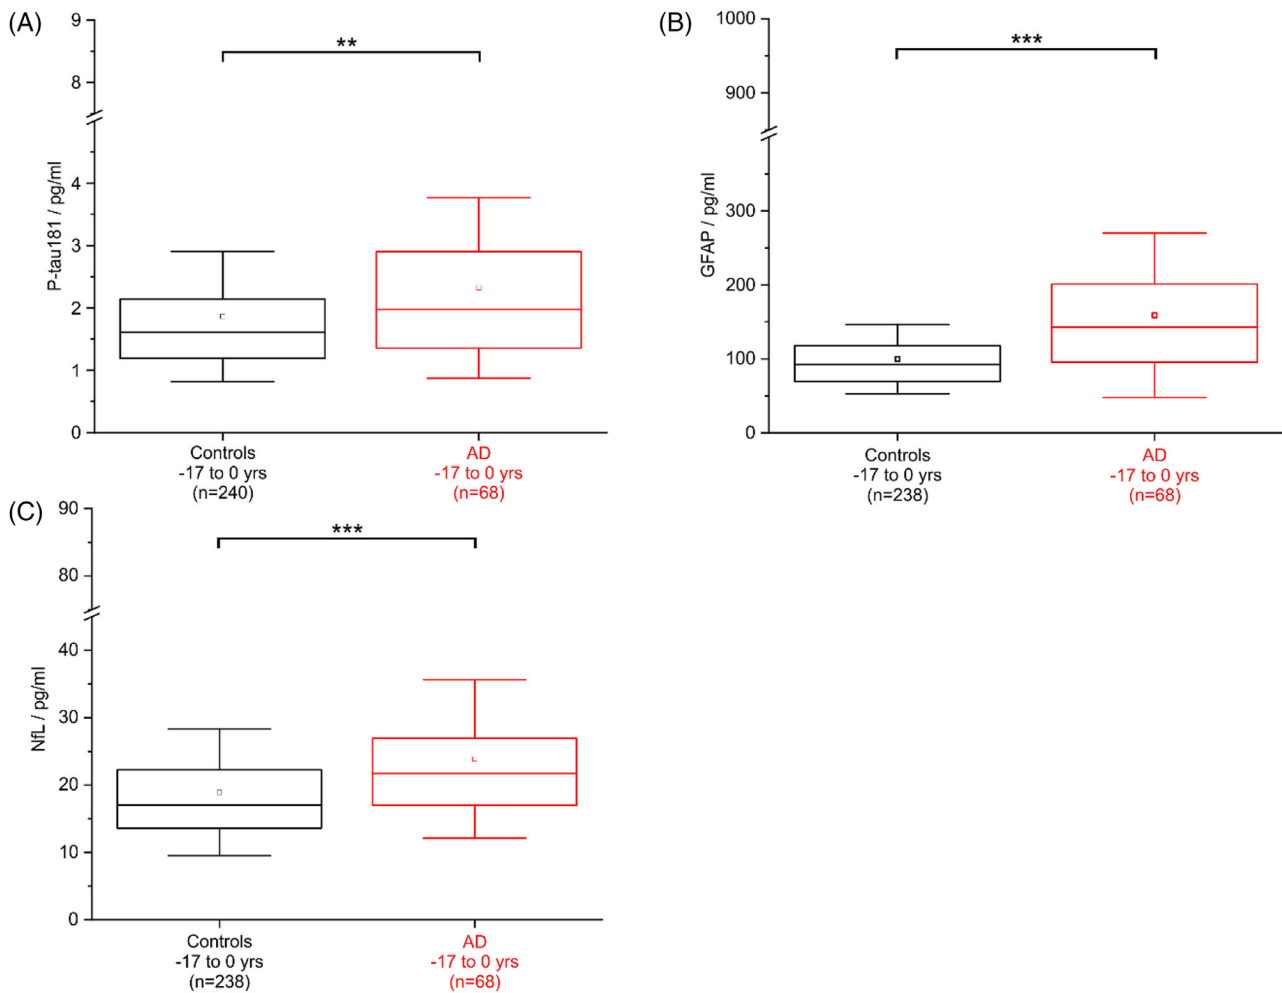 (A)
9
8
4
3
2
1
0
P-tau181 / pg/ml
**
Controls
-17 to 0 yrs
(n=240)
AD
-17 to 0 yrs
(n=68)
(B)
1000
900
300
200
100
0
GFAP / pg/ml
***
Controls
-17 to 0 yrs
(n=238)
AD
-17 to 0 yrs
(n=68)
(C)
90
80
40
30
20
10
0
NfL / pg/ml
***
Controls
-17 to 0 yrs
(n=238)
AD
-17 to 0 yrs
(n=68)